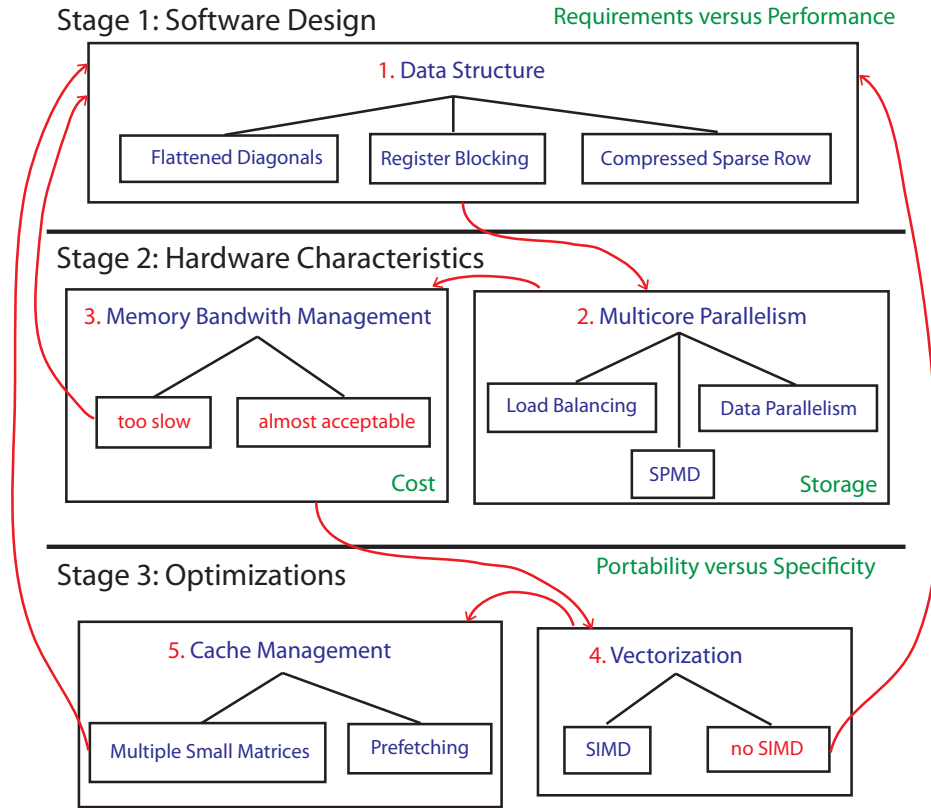 Stage 1: Software Design
Requirements versus Performance
1. Data Structure
Flattened Diagonals
Register Blocking
Compressed Sparse Row
Stage 2: Hardware Characteristics
3. Memory Bandwith Management
2. Multicore Parallelism
too slow
almost acceptable
Load Balancing
Data Parallelism
SPMD
Cost
Storage
Stage 3: Optimizations
Portability versus Specificity
5. Cache Management
4. Vectorization
Multiple Small Matrices
Prefetching
SIMD
no SIMD